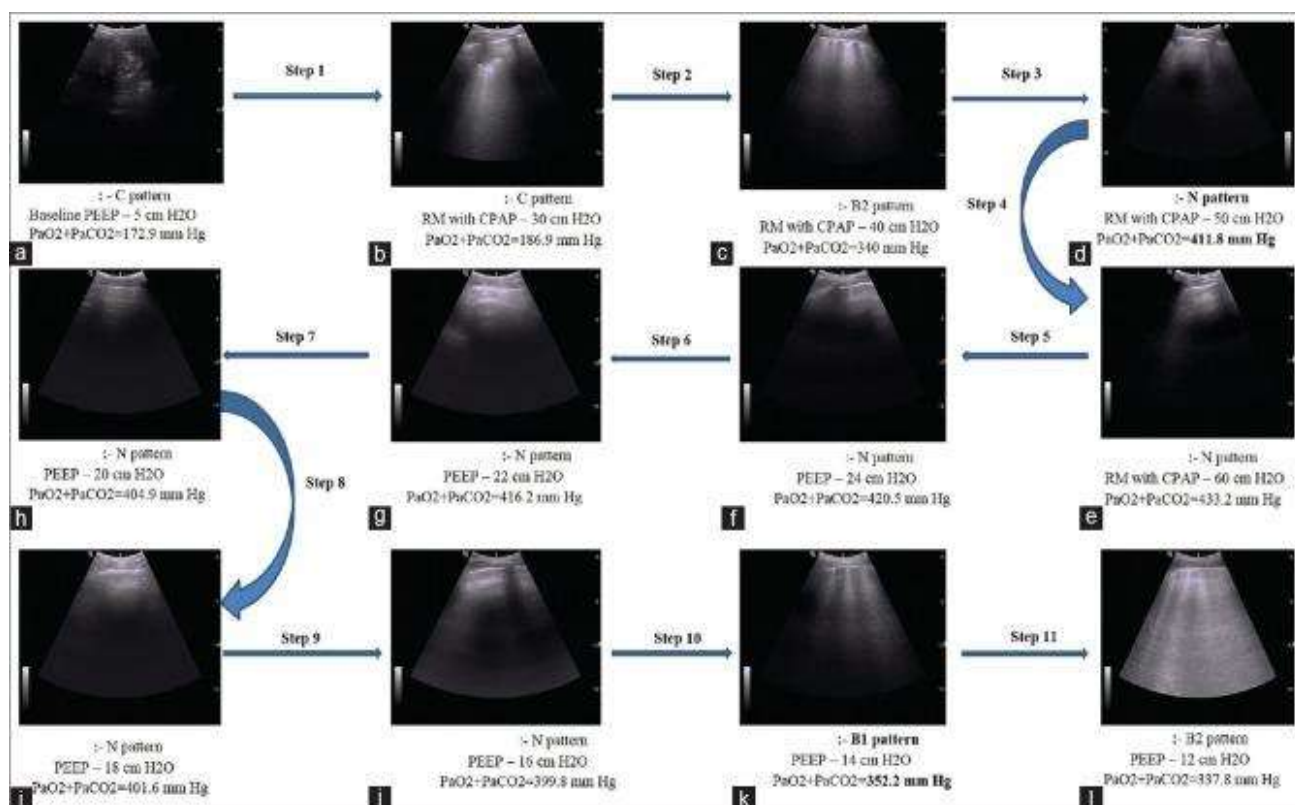 Step 1
Step 2
Step 3
:- C pattern
Baseline PEEP – 5 cm H2O
PaO2+PaCO2=172.9 mm Hg
a
:- C pattern
RM with CPAP – 30 cm H2O
PaO2+PaCO2=186.9 mm Hg
b
:- B2 pattern
RM with CPAP – 40 cm H2O
PaO2+PaCO2=340 mm Hg
c
:- N pattern
RM with CPAP – 50 cm H2O
PaO2+PaCO2=411.8 mm Hg
d
Step 4
Step 7
Step 6
Step 5
:- N pattern
PEEP – 20 cm H2O
PaO2+PaCO2=404.9 mm Hg
h
:- N pattern
PEEP – 22 cm H2O
PaO2+PaCO2=416.2 mm Hg
g
:- N pattern
PEEP – 24 cm H2O
PaO2+PaCO2=420.5 mm Hg
f
:- N pattern
RM with CPAP – 60 cm H2O
PaO2+PaCO2=433.2 mm Hg
e
Step 8
Step 9
Step 10
Step 11
:- N pattern
PEEP – 18 cm H2O
PaO2+PaCO2=401.6 mm Hg
i
:- N pattern
PEEP – 16 cm H2O
PaO2+PaCO2=399.8 mm Hg
j
:- B1 pattern
PEEP – 14 cm H2O
PaO2+PaCO2=352.2 mm Hg
k
:- B2 pattern
PEEP – 12 cm H2O
PaO2+PaCO2=337.8 mm Hg
l